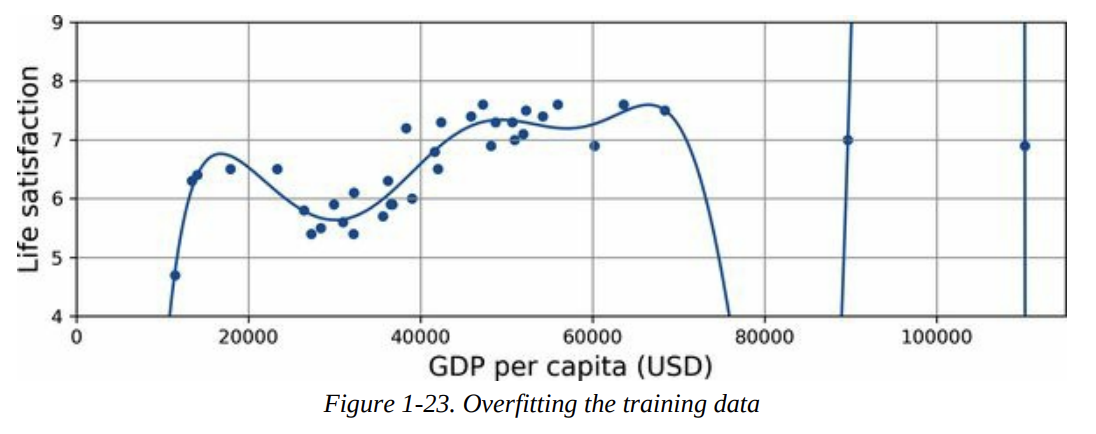 9
8
7
6
5
4
Life satisfaction
0 20000 40000 60000 80000 100000
GDP per capita (USD)
Figure 1-23. Overfitting the training data